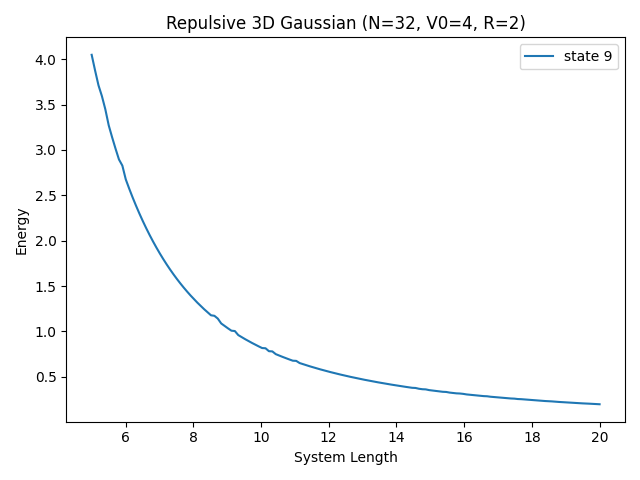 Repulsive 3D Gaussian (N=32, V0=4, R=2)
state 9
4.0
3.5
3.0
2.5
2.0
1.5
1.0
0.5
Energy
6 8 10 12 14 16 18 20
System Length